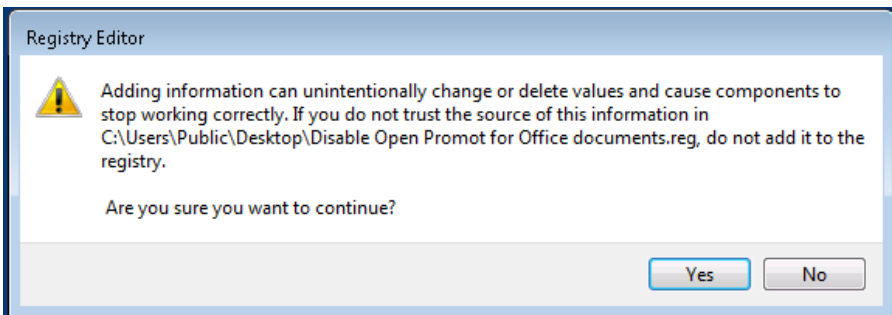 Registry Editor
Adding information can unintentionally change or delete values and cause components to
stop working correctly. If you do not trust the source of this information in
C:\Users\Public\Desktop\Disable Open Promot for Office documents.reg, do not add it to the
registry.
Are you sure you want to continue?
Yes No